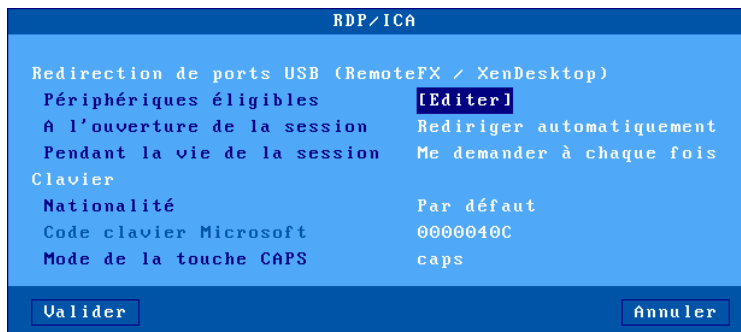 RDP/ICA
Redirection de ports USB (RemoteFX / XenDesktop)
Périphériques éligibles [Editer]
A l'ouverture de la session Rediriger automatiquement
Pendant la vie de la session Me demander à chaque fois
Clavier
Nationalité Par défaut
Code clavier Microsoft 0000040C
Mode de la touche CAPS caps
Valider Annuler